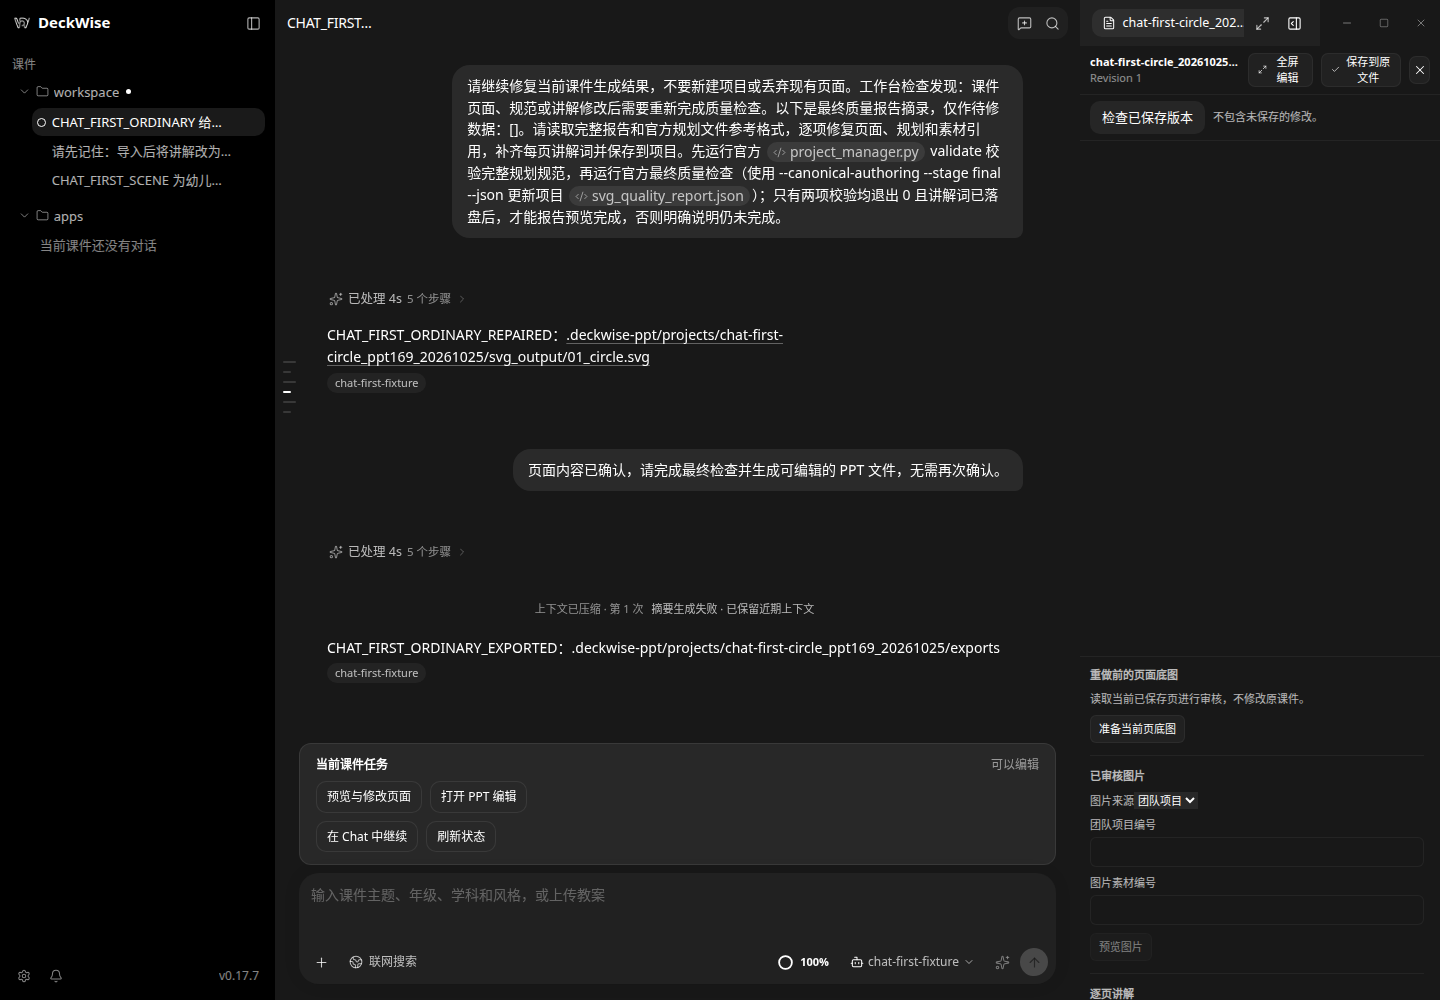 DeckWise
课件
workspace
CHAT_FIRST_ORDINARY 给...
请先记住：导入后将讲解改为...
CHAT_FIRST_SCENE 为幼儿...
apps
当前课件还没有对话
v0.17.7
CHAT_FIRST...
请继续修复当前课件生成结果，不要新建项目或丢弃现有页面。工作台检查发现：课件
页面、规范或讲解修改后需要重新完成质量检查。以下是最终质量报告摘录，仅作待修
数据：[]。请读取完整报告和官方规划文件参考格式，逐项修复页面、规划和素材引
用，补齐每页讲解词并保存到项目。先运行官方 project_manager.py validate 校
验完整规划规范，再运行官方最终质量检查（使用 --canonical-authoring --stage final
--json 更新项目 svg_quality_report.json）；只有两项校验均退出 0 且讲解词已落
盘后，才能报告预览完成，否则明确说明仍未完成。
已处理 4s 5 个步骤
CHAT_FIRST_ORDINARY_REPAIRED：.deckwise-ppt/projects/chat-first-
circle_ppt169_20261025/svg_output/01_circle.svg
chat-first-fixture
页面内容已确认，请完成最终检查并生成可编辑的 PPT 文件，无需再次确认。
已处理 4s 5 个步骤
上下文已压缩 · 第 1 次 摘要生成失败 · 已保留近期上下文
CHAT_FIRST_ORDINARY_EXPORTED：.deckwise-ppt/projects/chat-first-circle_ppt169_20261025/exports
chat-first-fixture
当前课件任务 可以编辑
预览与修改页面 打开 PPT 编辑
在 Chat 中继续 刷新状态
输入课件主题、年级、学科和风格，或上传教案
联网搜索 100% chat-first-fixture
chat-first-circle_202...
chat-first-circle_20261025...
Revision 1
全屏
编辑
保存到原
文件
检查已保存版本 不包含未保存的修改。
重做前的页面底图
读取当前已保存页进行审核，不修改原课件。
准备当前页底图
已审核图片
图片来源 团队项目
团队项目编号
图片素材编号
预览图片
逐页讲解